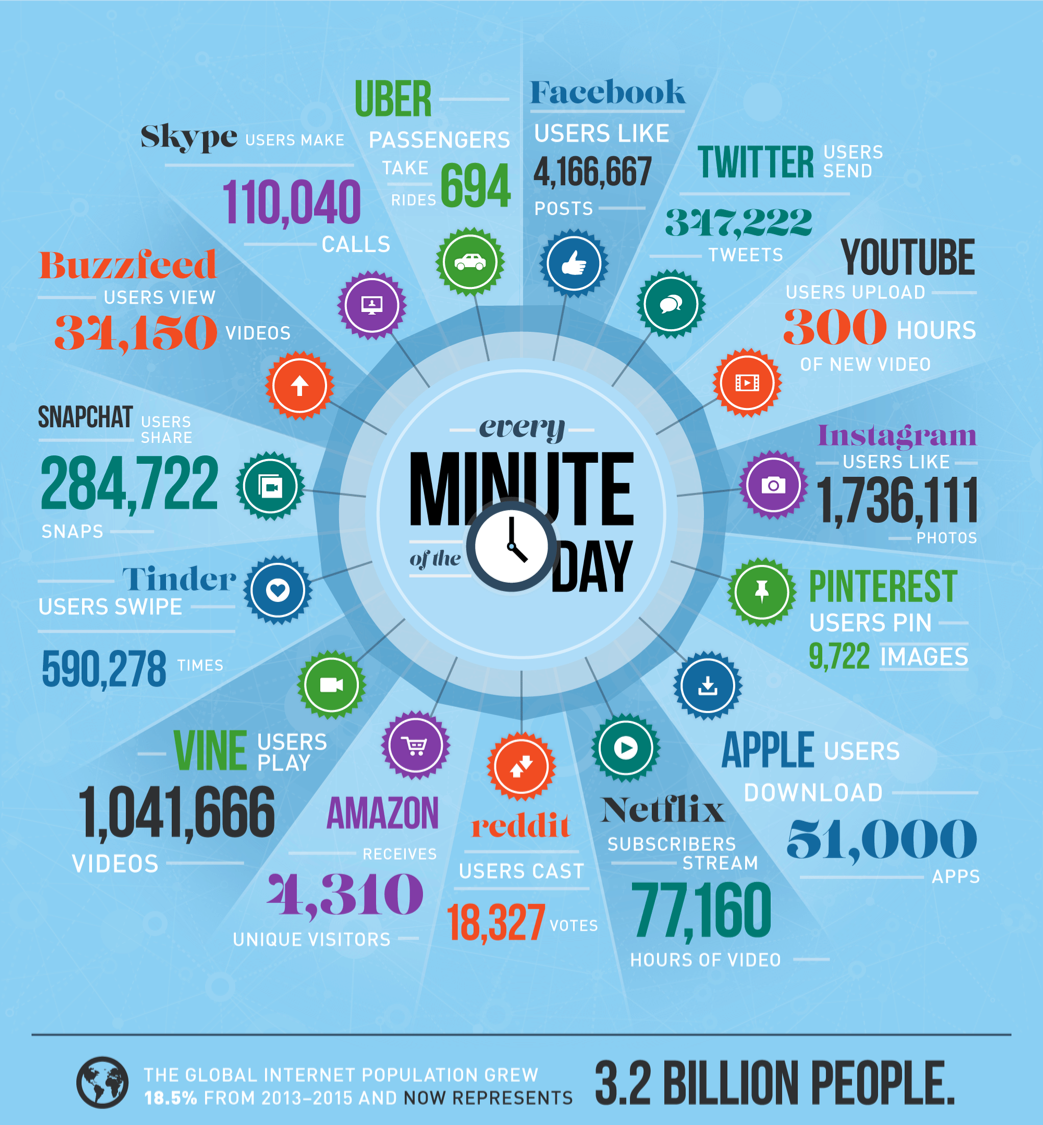 every
MINUTE
of the DAY
UBER
PASSENGERS
TAKE
RIDES 694
Facebook
USERS LIKE
4,166,667
POSTS
TWITTER USERS
SEND
347,222
TWEETS
YOUTUBE
USERS UPLOAD
300 HOURS
OF NEW VIDEO
Instagram
USERS LIKE
1,736,111
PHOTOS
PINTEREST
USERS PIN
9,722 IMAGES
APPLE USERS
DOWNLOAD
51,000
APPS
Netflix
SUBSCRIBERS
STREAM
77,160
HOURS OF VIDEO
reddit
USERS CAST
18,327 VOTES
AMAZON
RECEIVES
4,310
UNIQUE VISITORS
VINE USERS
PLAY
1,041,666
VIDEOS
Tinder
USERS SWIPE
590,278 TIMES
SNAPCHAT USERS
SHARE
284,722
SNAPS
Buzzfeed
USERS VIEW
34,150 VIDEOS
Skype USERS MAKE
110,040
CALLS
THE GLOBAL INTERNET POPULATION GREW
18.5% FROM 2013–2015 AND NOW REPRESENTS
3.2 BILLION PEOPLE.